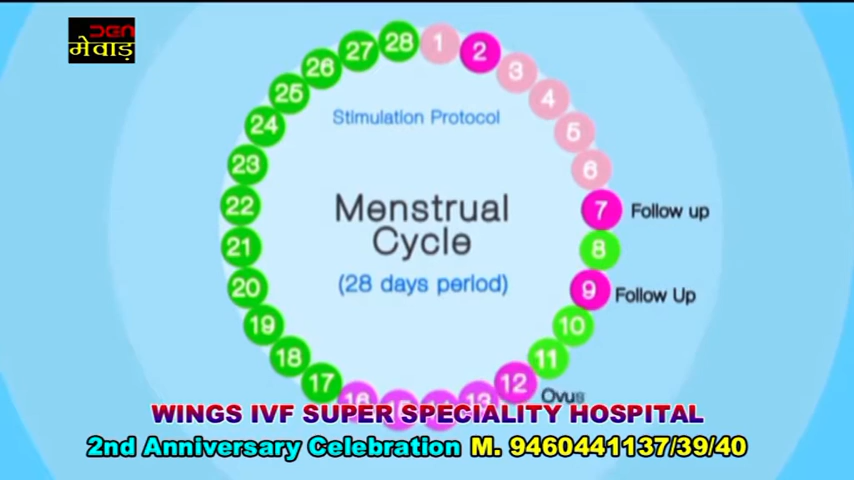 DEN
मेवाड़
28 1 2 3 4 5 6
7 Follow up
8
9 Follow Up
10
11
12
13
17
18
19
20
21
22
23
24
25
26
27
Stimulation Protocol
Menstrual
Cycle
(28 days period)
WINGS IVF SUPER SPECIALITY HOSPITAL
2nd Anniversary Celebration M. 9460441137/39/40